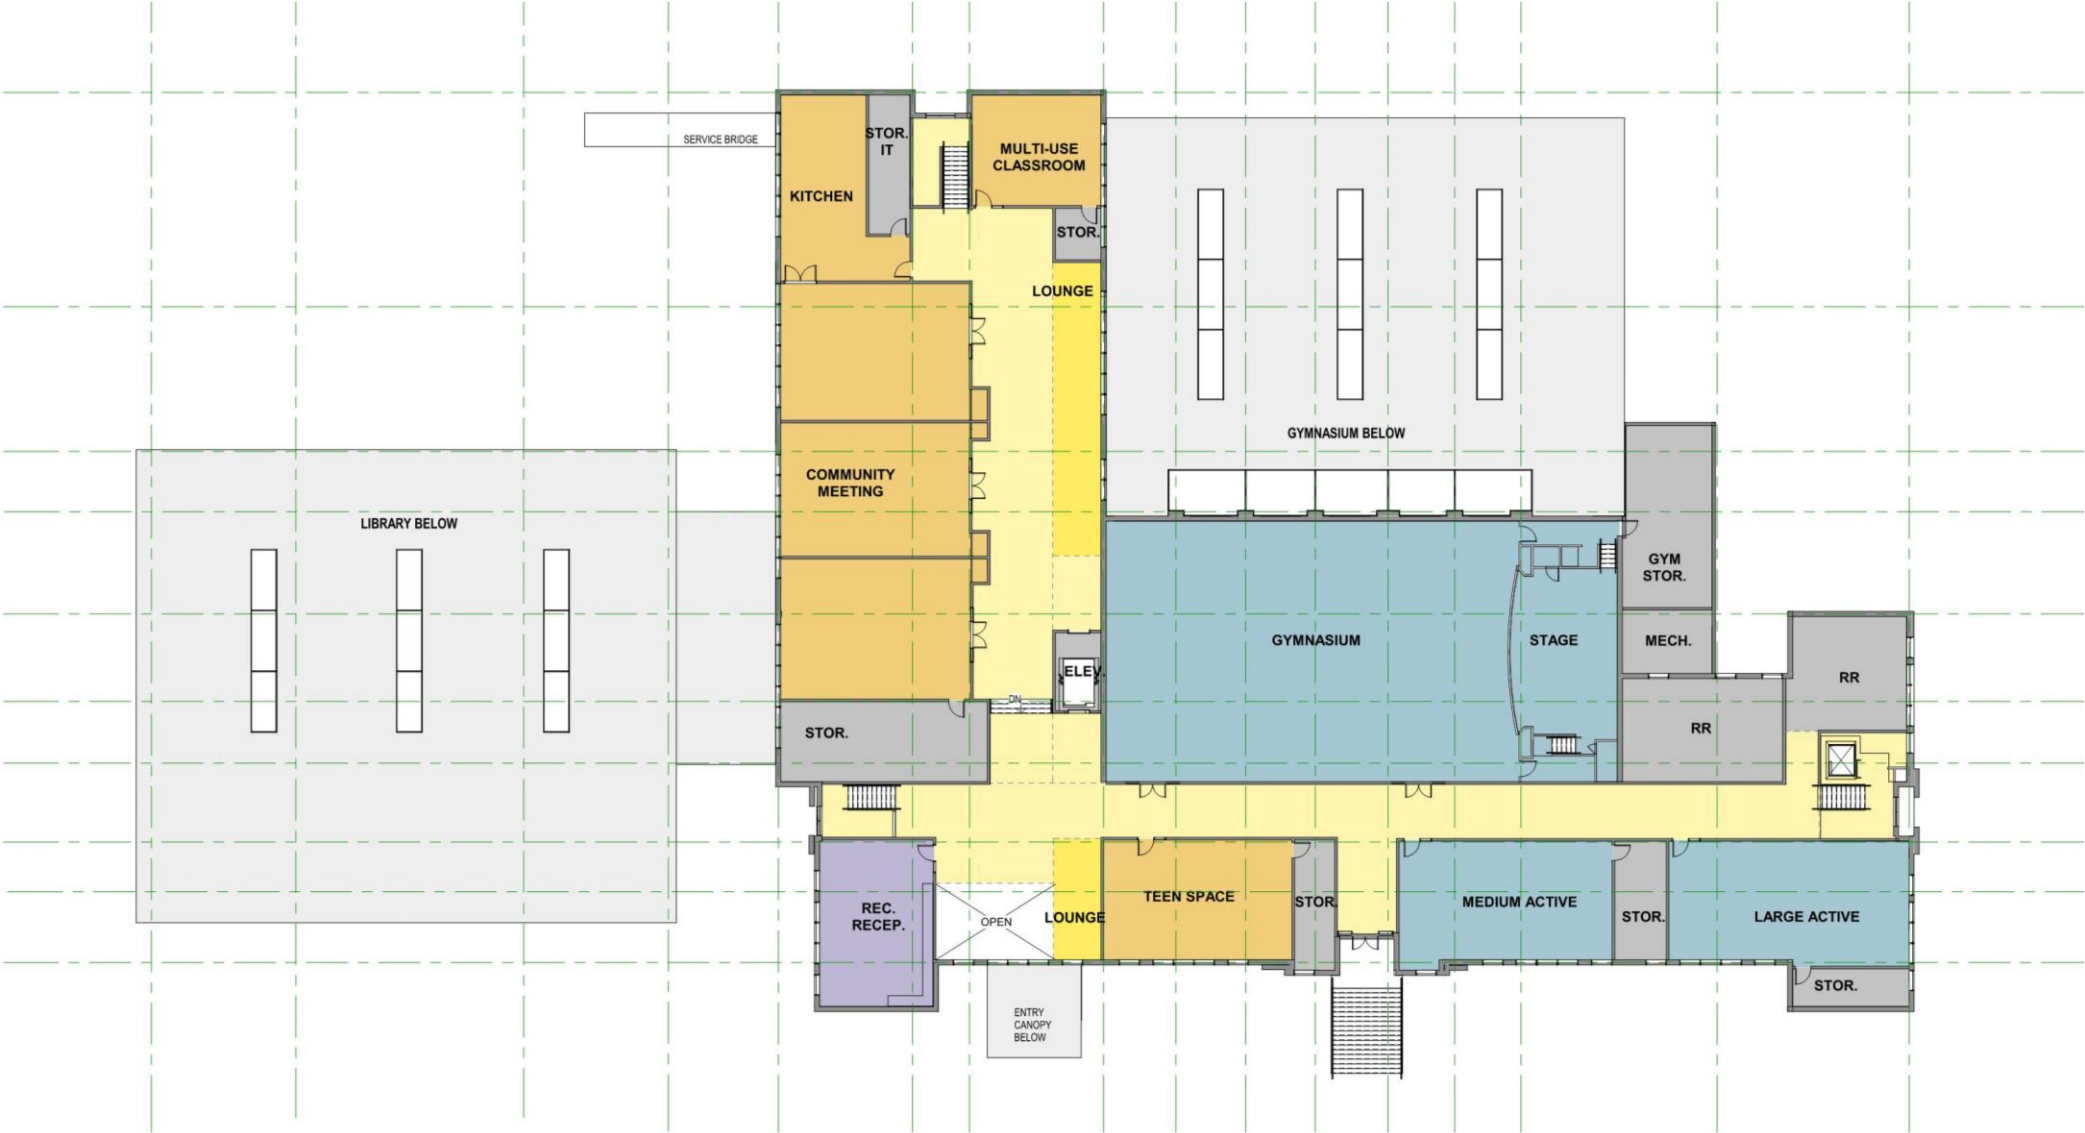 SERVICE BRIDGE
STOR.
IT
KITCHEN
MULTI-USE
CLASSROOM
STOR.
LOUNGE
GYMNASIUM BELOW
COMMUNITY
MEETING
LIBRARY BELOW
GYM
STOR.
GYMNASIUM
STAGE
MECH.
ELEV.
RR
DN
STOR.
RR
REC.
RECEP.
OPEN
LOUNGE
TEEN SPACE
STOR.
MEDIUM ACTIVE
STOR.
LARGE ACTIVE
STOR.
ENTRY
CANOPY
BELOW